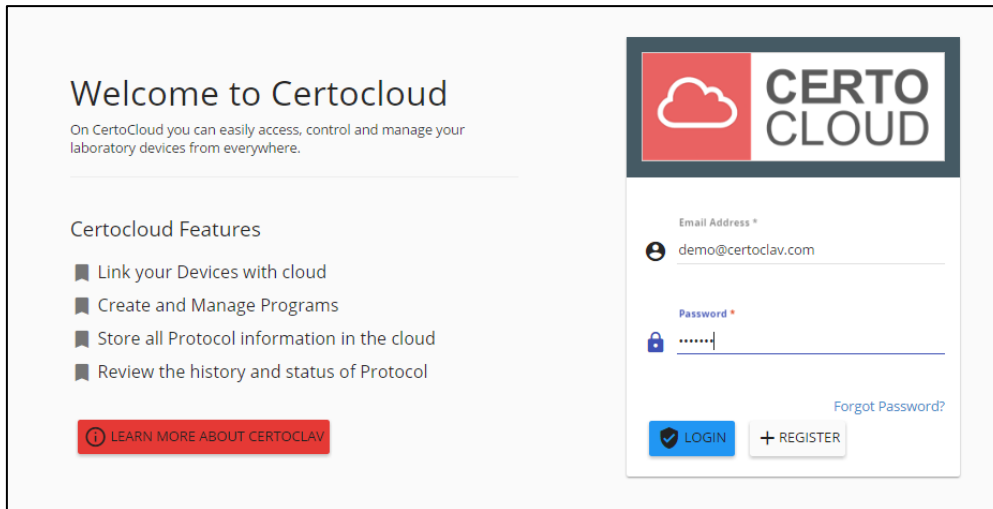 Welcome to Certocloud
On CertoCloud you can easily access, control and manage your
laboratory devices from everywhere.
Certocloud Features
Link your Devices with cloud
Create and Manage Programs
Store all Protocol information in the cloud
Review the history and status of Protocol
LEARN MORE ABOUT CERTOCLAV
CERTO
CLOUD
Email Address *
demo@certoclav.com
Password *
•••••••
Forgot Password?
LOGIN
REGISTER